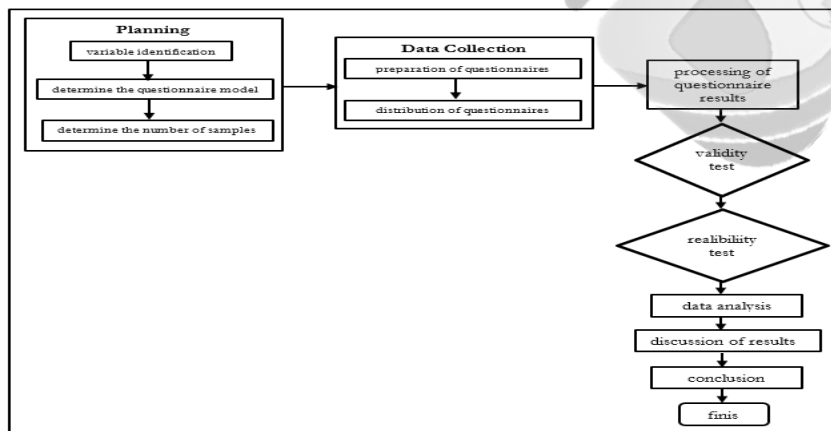 Planning
variable identification
determine the questionnaire model
determine the number of samples
Data Collection
preparation of questionnaires
distribution of questionnaires
processing of
questionnaire
results
validity
test
realibiliity
test
data analysis
discussion of results
conclusion
finis